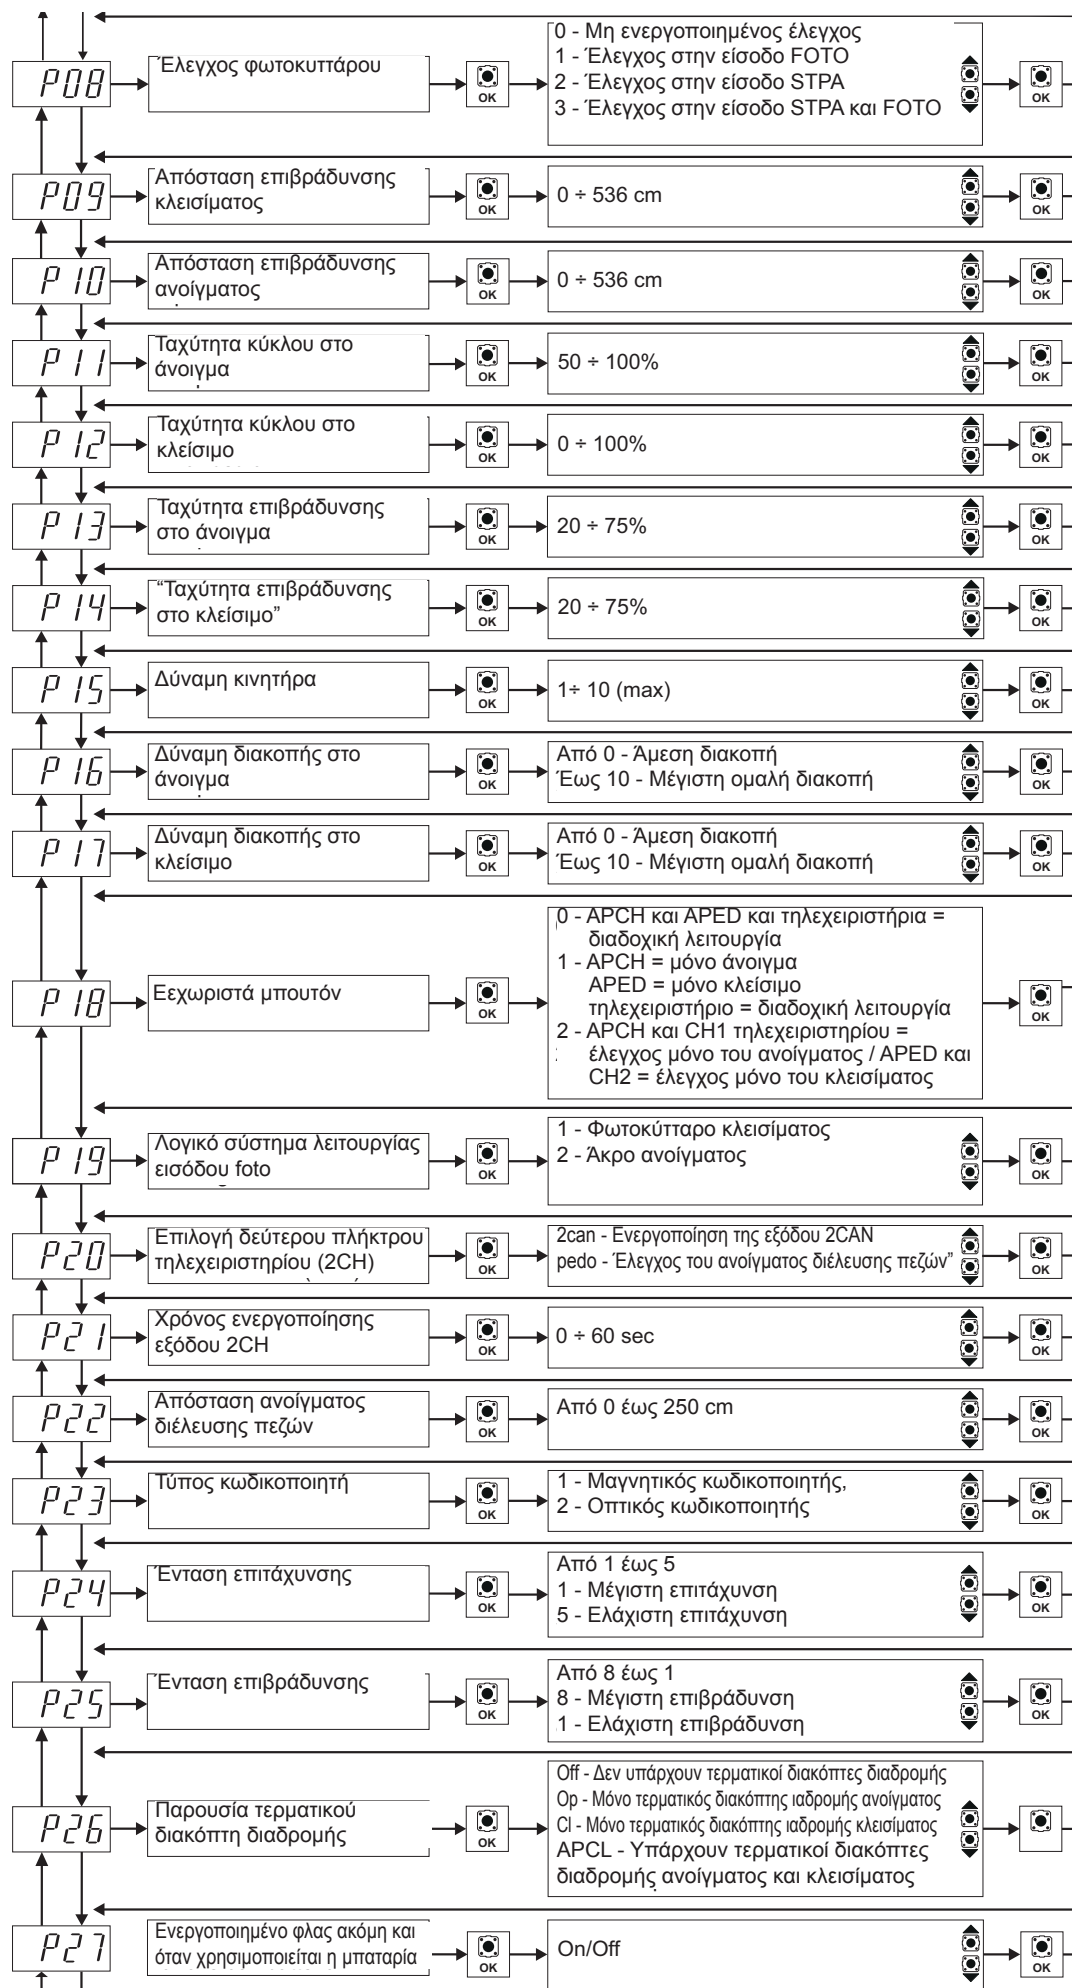 P08
Έλεγχος φωτοκυττάρου
OK
0 - Μη ενεργοποιημένος έλεγχος
1 - Έλεγχος στην είσοδο FOTO
2 - Έλεγχος στην είσοδο STPA
3 - Έλεγχος στην είσοδο STPA και FOTO
OK
P09
Απόσταση επιβράδυνσης
κλεισίματος
OK
0 ÷ 536 cm
OK
P10
Απόσταση επιβράδυνσης
ανοίγματος
OK
0 ÷ 536 cm
OK
P11
Ταχύτητα κύκλου στο
άνοιγμα
OK
50 ÷ 100%
OK
P12
Ταχύτητα κύκλου στο
κλείσιμο
OK
0 ÷ 100%
OK
P13
Ταχύτητα επιβράδυνσης
στο άνοιγμα
OK
20 ÷ 75%
OK
P14
“Ταχύτητα επιβράδυνσης
στο κλείσιμο”
OK
20 ÷ 75%
OK
P15
Δύναμη κινητήρα
OK
1÷ 10 (max)
OK
P16
Δύναμη διακοπής στο
άνοιγμα
OK
Από 0 - Άμεση διακοπή
Έως 10 - Μέγιστη ομαλή διακοπή
OK
P17
Δύναμη διακοπής στο
κλείσιμο
OK
Από 0 - Άμεση διακοπή
Έως 10 - Μέγιστη ομαλή διακοπή
OK
P18
Εεχωριστά μπουτόν
OK
0 - APCH και APED και τηλεχειριστήρια =
διαδοχική λειτουργία
1 - APCH = μόνο άνοιγμα
APED = μόνο κλείσιμο
τηλεχειριστήριο = διαδοχική λειτουργία
2 - APCH και CH1 τηλεχειριστηρίου =
έλεγχος μόνο του ανοίγματος / APED και
CH2 = έλεγχος μόνο του κλεισίματος
OK
P19
Λογικό σύστημα λειτουργίας
εισόδου foto
OK
1 - Φωτοκύτταρο κλεισίματος
2 - Άκρο ανοίγματος
OK
P20
Επιλογή δεύτερου πλήκτρου
τηλεχειριστηρίου (2CH)
OK
2can - Ενεργοποίηση της εξόδου 2CAN
pedo - Έλεγχος του ανοίγματος διέλευσης πεζών”
OK
P21
Χρόνος ενεργοποίησης
εξόδου 2CH
OK
0 ÷ 60 sec
OK
P22
Απόσταση ανοίγματος
διέλευσης πεζών
OK
Από 0 έως 250 cm
OK
P23
Τύπος κωδικοποιητή
OK
1 - Μαγνητικός κωδικοποιητής,
2 - Οπτικός κωδικοποιητής
OK
P24
Ένταση επιτάχυνσης
OK
Από 1 έως 5
1 - Μέγιστη επιτάχυνση
5 - Ελάχιστη επιτάχυνση
OK
P25
Ένταση επιβράδυνσης
OK
Από 8 έως 1
8 - Μέγιστη επιβράδυνση
1 - Ελάχιστη επιβράδυνση
OK
P26
Παρουσία τερματικού
διακόπτη διαδρομής
OK
Off - Δεν υπάρχουν τερματικοί διακόπτες διαδρομής
Op - Μόνο τερματικός διακόπτης ιαδρομής ανοίγματος
Cl - Μόνο τερματικός διακόπτης ιαδρομής κλεισίματος
APCL - Υπάρχουν τερματικοί διακόπτες
διαδρομής ανοίγματος και κλεισίματος
OK
P27
Ενεργοποιημένο φλας ακόμη και
όταν χρησιμοποιείται η μπαταρία
OK
On/Off
OK